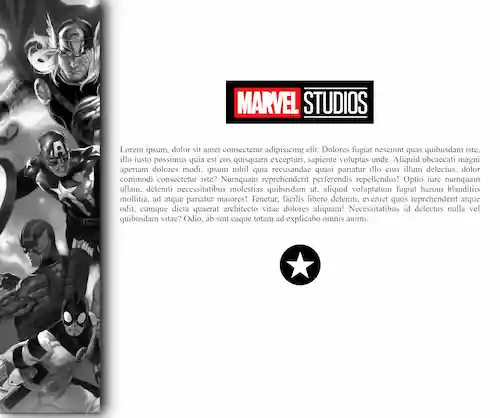 MARVEL STUDIOS
Lorem ipsum, dolor sit amet consectetur adipisicing elit. Dolores fugiat nesciunt quas quibusdam iste,
illo iusto possimus quia est eos quisquam excepturi, sapiente voluptas unde. Aliquid obcaecati magni
aperiam dolores modi, ipsum nihil quia recusandae quasi pariatur illo eius illum delectus, dolor
commodi consectetur iste? Numquam reprehenderit perferendis repellendus! Optio iure numquam
ullam, deleniti necessitatibus molestias quibusdam ut, aliquid voluptatum fugiat harum blanditiis
mollitia, ad atque pariatur maiores! Tenetur, facilis libero deleniti, eveniet quos reprehenderit atque
odit, cumque dicta quaerat architecto vitae dolores aliquam! Necessitatibus id delectus nulla vel
quibusdam vitae? Odio, ab sint eaque totam ad explicabo omnis animi.